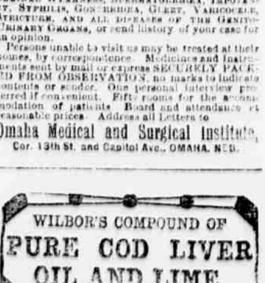 SYPHILIS, GONORRHEA, GLEET, VARICOCELE,
STRICTURE, AND ALL DISEASES OF THE GENITO-
URINARY ORGANS, or send history of your case for
an opinion.
Persons unable to visit us may be treated at their
homes, by correspondence. Medicines and instru-
ments sent by mail or express SECURELY PACK-
ED FROM OBSERVATION, no marks to indicate
contents or sender. One personal interview pre-
ferred if convenient. Fifty rooms for the accom-
modation of patients Board and attendance at
reasonable prices. Address all Letters to
Omaha Medical and Surgical Institute,
Cor. 13th St. and Capitol Ave., OMAHA, NEB.
WILBOR'S COMPOUND OF
PURE COD LIVER
OIL AND LIME